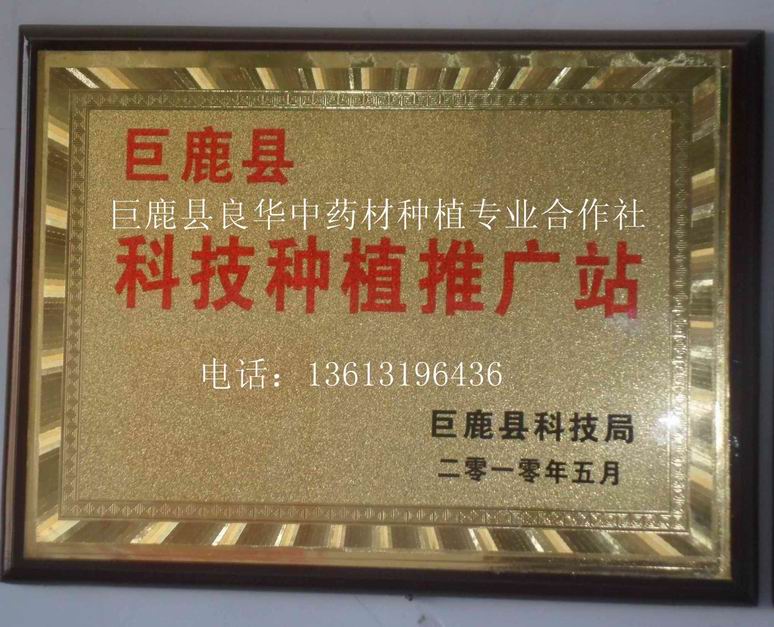 巨鹿县
巨鹿县良华中药材种植专业合作社
科技种植推广站
电话：13613196436
巨鹿县科技局
二零一零年五月